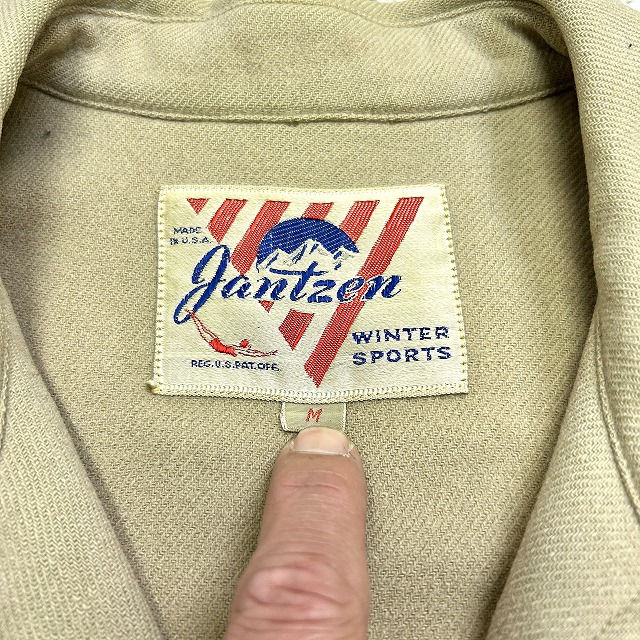 MADE
IN U.S.A.
Jantzen
WINTER
SPORTS
REG. U.S. PAT. OFF.
M